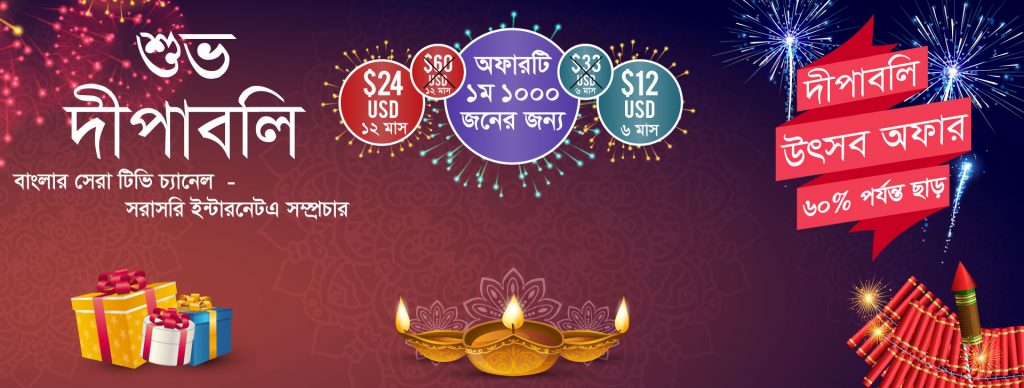 শুভ
দীপাবলি
বাংলার সেরা টিভি চ্যানেল -
সরাসরি ইন্টারনেটএ সম্প্রচার
$24
USD
১২ মাস
$60
USD
১২ মাস
অফারটি
১ম ১০০০
জনের জন্য
$33
USD
৬ মাস
$12
USD
৬ মাস
দীপাবলি
উৎসব অফার
৬০% পর্যন্ত ছাড়